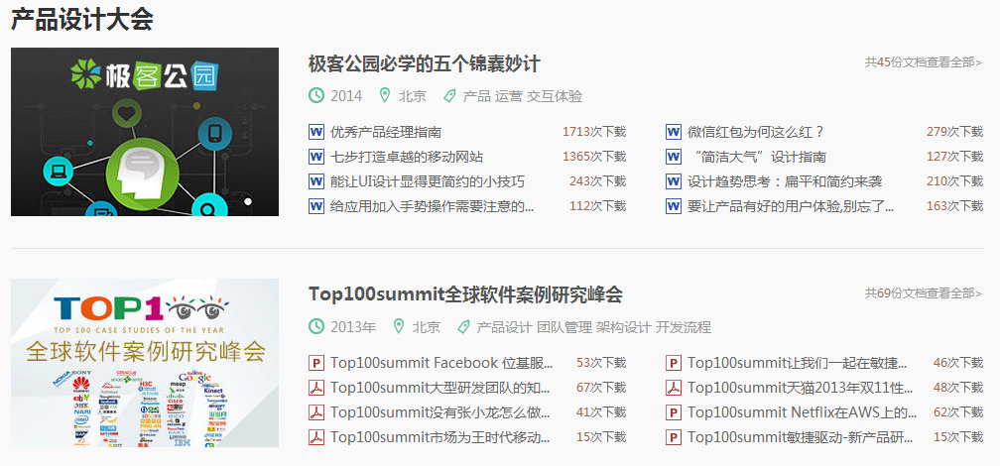 产品设计大会
极客公园
极客公园必学的五个锦囊妙计
共45份文档查看全部>
2014 北京 产品 运营 交互体验
优秀产品经理指南 1713次下载
微信红包为何这么红？ 279次下载
七步打造卓越的移动网站 1365次下载
“简洁大气”设计指南 127次下载
能让UI设计显得更简约的小技巧 243次下载
设计趋势思考：扁平和简约来袭 210次下载
给应用加入手势操作需要注意的... 112次下载
要让产品有好的用户体验,别忘了... 163次下载
TOP100
TOP 100 CASE STUDIES OF THE YEAR
全球软件案例研究峰会
NOKIA
SONY
HUAWEI
ORACLE
Google
Kinect
IBM
Top100summit全球软件案例研究峰会
共69份文档查看全部>
2013年 北京 产品设计 团队管理 架构设计 开发流程
Top100summit Facebook 位基服... 53次下载
Top100summit让我们一起在敏捷... 46次下载
Top100summit大型研发团队的知... 67次下载
Top100summit天猫2013年双11性... 48次下载
Top100summit没有张小龙怎么做... 41次下载
Top100summit Netflix在AWS上的... 62次下载
Top100summit市场为王时代移动... 15次下载
Top100summit敏捷驱动-新产品研... 15次下载